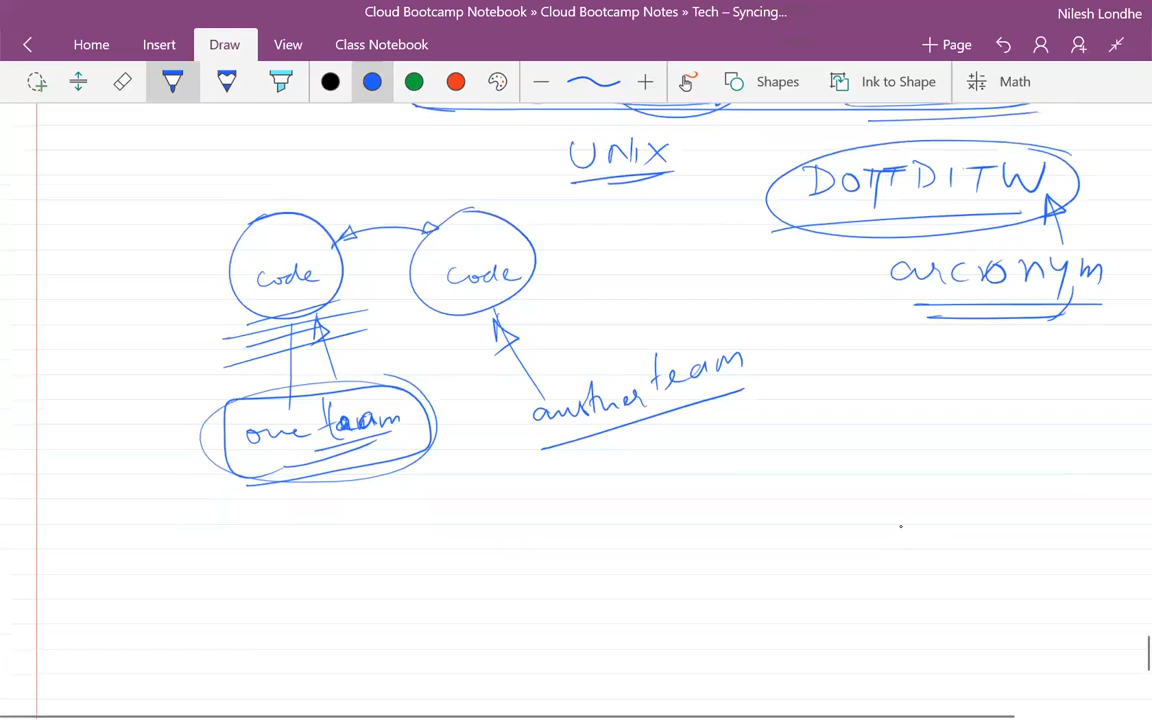 Cloud Bootcamp Notebook » Cloud Bootcamp Notes » Tech – Syncing...
Nilesh Londhe
Home Insert Draw View Class Notebook Page
Shapes Ink to Shape Math
UNIX
DOTTDITW
arcronym
code code
another team
one team